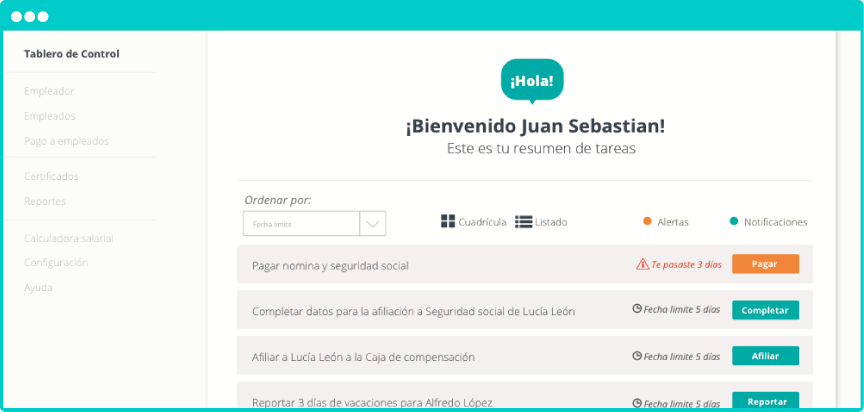 Tablero de Control
Empleador
Empleados
Pago a empleados
Certificados
Reportes
Calculadora salarial
Configuración
Ayuda
¡Hola!
¡Bienvenido Juan Sebastian!
Este es tu resumen de tareas
Ordenar por:
Fecha limite
Cuadrícula
Listado
Alertas
Notificaciones
Pagar nomina y seguridad social
Te pasaste 3 días
Pagar
Completar datos para la afiliación a Seguridad social de Lucía León
Fecha limite 5 días
Completar
Afiliar a Lucía León a la Caja de compensación
Fecha limite 5 días
Afiliar
Reportar 3 días de vacaciones para Alfredo López
Fecha limite 5 días
Reportar